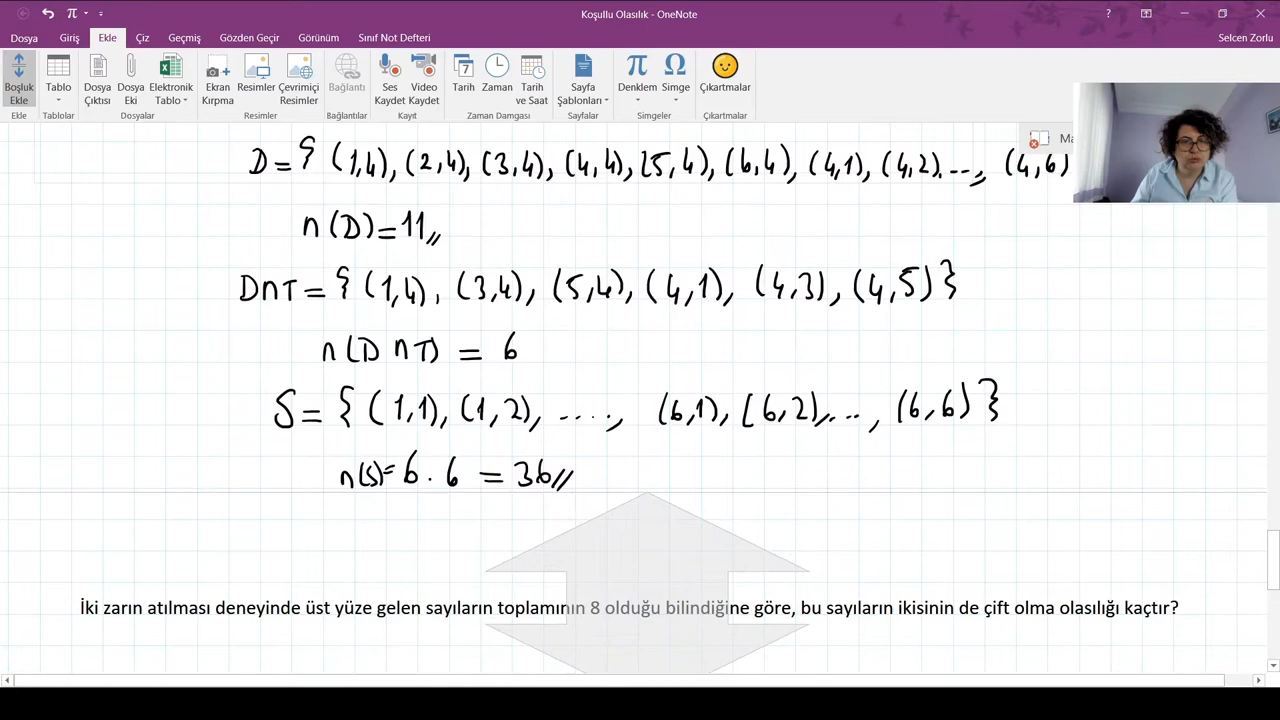 Koşullu Olasılık - OneNote
Selcen Zorlu
Dosya Giriş Ekle Çiz Geçmiş Gözden Geçir Görünüm Sınıf Not Defteri
Boşluk Ekle
Tablo
Dosya Çıktısı
Dosya Eki
Elektronik Tablo
Ekran Kırpma
Resimler
Çevrimiçi Resimler
Bağlantı
Ses Kaydet
Video Kaydet
Tarih
Zaman
Tarih ve Saat
Sayfa Şablonları
Denklem
Simge
Çıkartmalar
Ekle Tablolar Dosyalar Resimler Bağlantılar Kayıt Zaman Damgası Sayfalar Simgeler Çıkartmalar
D = { (1,4), (2,4), (3,4), (4,4), (5,4), (6,4), (4,1), (4,2)..., (4,6)
n(D) = 11
D∩T = { (1,4), (3,4), (5,4), (4,1), (4,3), (4,5) }
n(D∩T) = 6
S = { (1,1), (1,2), ...., (6,1), (6,2), ..., (6,6) }
n(S) = 6 . 6 = 36
İki zarın atılması deneyinde üst yüze gelen sayıların toplamının 8 olduğu bilindiğine göre, bu sayıların ikisinin de çift olma olasılığı kaçtır?